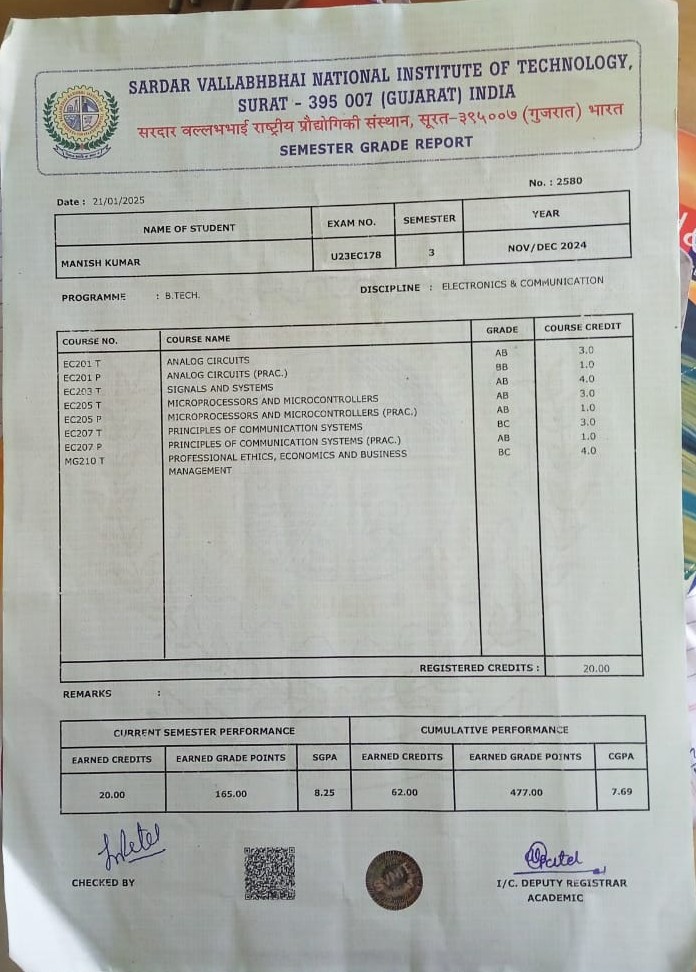 SARDAR VALLABHBHAI NATIONAL INSTITUTE OF TECHNOLOGY,
SURAT - 395 007 (GUJARAT) INDIA
सरदार वल्लभभाई राष्ट्रीय प्रौद्योगिकी संस्थान, सूरत-३९५००७ (गुजरात) भारत
SEMESTER GRADE REPORT
No. : 2580
Date : 21/01/2025
NAME OF STUDENT EXAM NO. SEMESTER YEAR
MANISH KUMAR U23EC178 3 NOV/DEC 2024
PROGRAMME : B.TECH. DISCIPLINE : ELECTRONICS & COMMUNICATION
COURSE NO. COURSE NAME GRADE COURSE CREDIT
EC201 T ANALOG CIRCUITS AB 3.0
EC201 P ANALOG CIRCUITS (PRAC.) BB 1.0
EC203 T SIGNALS AND SYSTEMS AB 4.0
EC205 T MICROPROCESSORS AND MICROCONTROLLERS AB 3.0
EC205 P MICROPROCESSORS AND MICROCONTROLLERS (PRAC.) AB 1.0
EC207 T PRINCIPLES OF COMMUNICATION SYSTEMS BC 3.0
EC207 P PRINCIPLES OF COMMUNICATION SYSTEMS (PRAC.) AB 1.0
MG210 T PROFESSIONAL ETHICS, ECONOMICS AND BUSINESS BC 4.0
MANAGEMENT
REGISTERED CREDITS : 20.00
REMARKS :
CURRENT SEMESTER PERFORMANCE CUMULATIVE PERFORMANCE
EARNED CREDITS EARNED GRADE POINTS SGPA EARNED CREDITS EARNED GRADE POINTS CGPA
20.00 165.00 8.25 62.00 477.00 7.69
SVNIT
CHECKED BY I/C. DEPUTY REGISTRAR
ACADEMIC